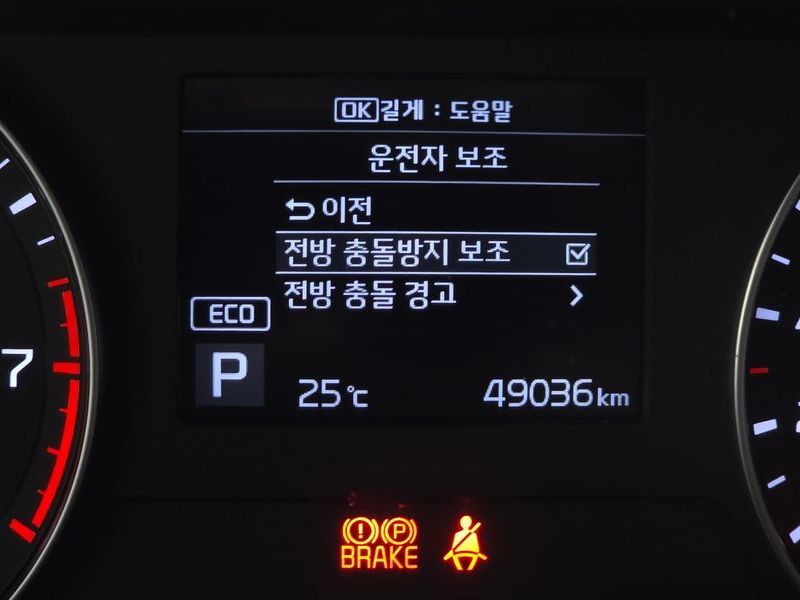 OK길게 : 도움말
운전자 보조
이전
전방 충돌방지 보조
전방 충돌 경고
ECO
P
25℃ 49036km
7
P
BRAKE